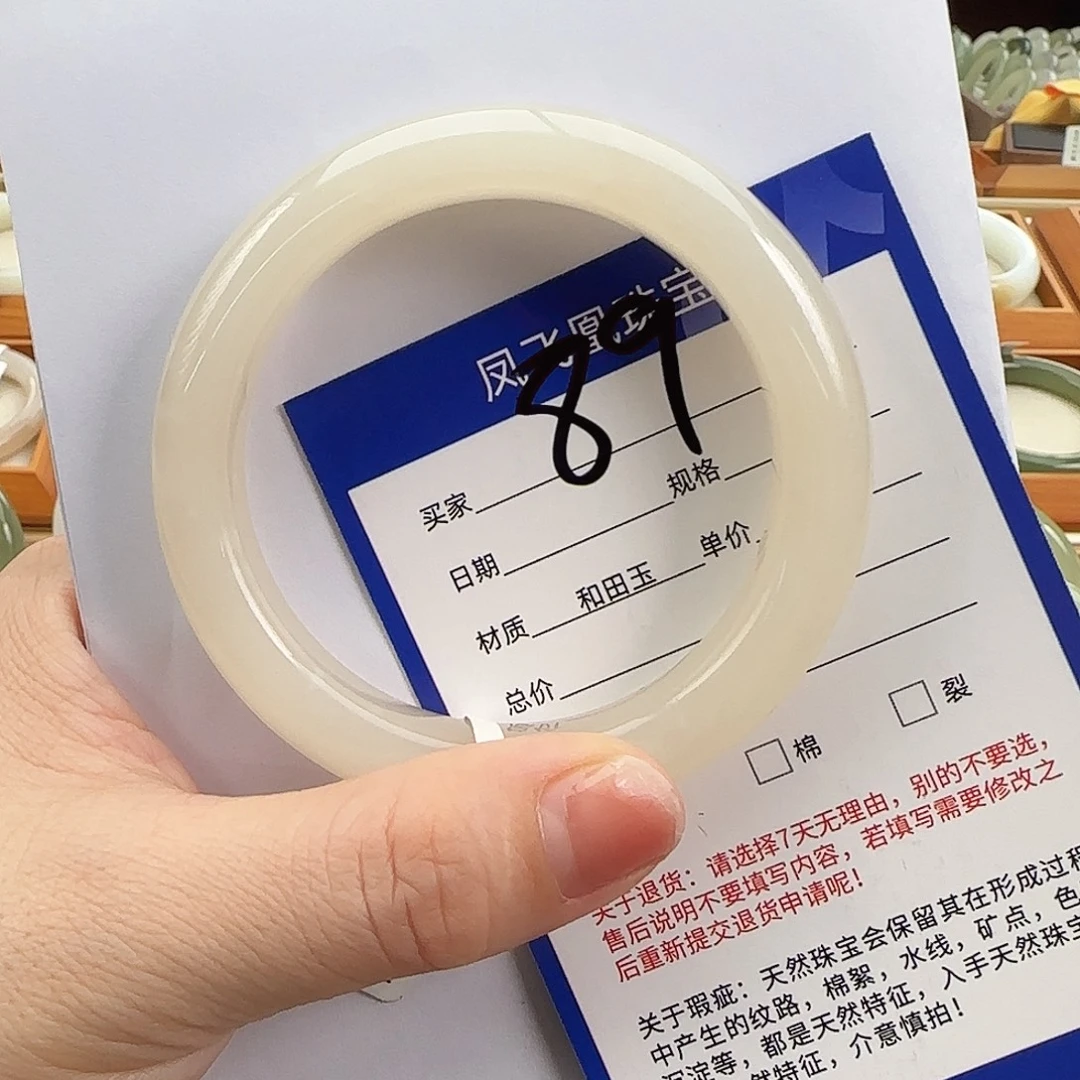 凤飞凰珠宝
89
买家
规格
日期
单价
材质 和田玉
总价
棉
裂
关于退货：请选择7天无理由，别的不要选，
售后说明不要填写内容，若填写需要修改之
后重新提交退货申请呢！
关于瑕疵：天然珠宝会保留其在形成过程
中产生的纹路，棉絮，水线，矿点，色
沉淀等，都是天然特征，入手天然珠宝
然特征，介意慎拍！